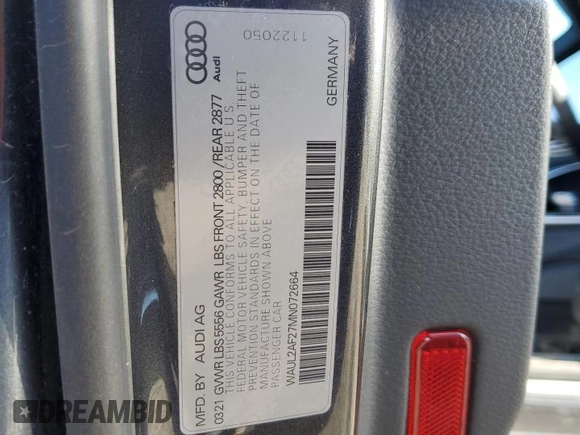 MFD. BY AUDI AG
0321 GVWR LBS 5556 GAWR LBS FRONT 2800 / REAR 2877
THIS VEHICLE CONFORMS TO ALL APPLICABLE U S
FEDERAL MOTOR VEHICLE SAFETY, BUMPER AND THEFT
PREVENTION STANDARDS IN EFFECT ON THE DATE OF
MANUFACTURE SHOWN ABOVE
PASSENGER CAR
WAUL2AF27MN072664
GERMANY
Audi
1122050
DREAMBID